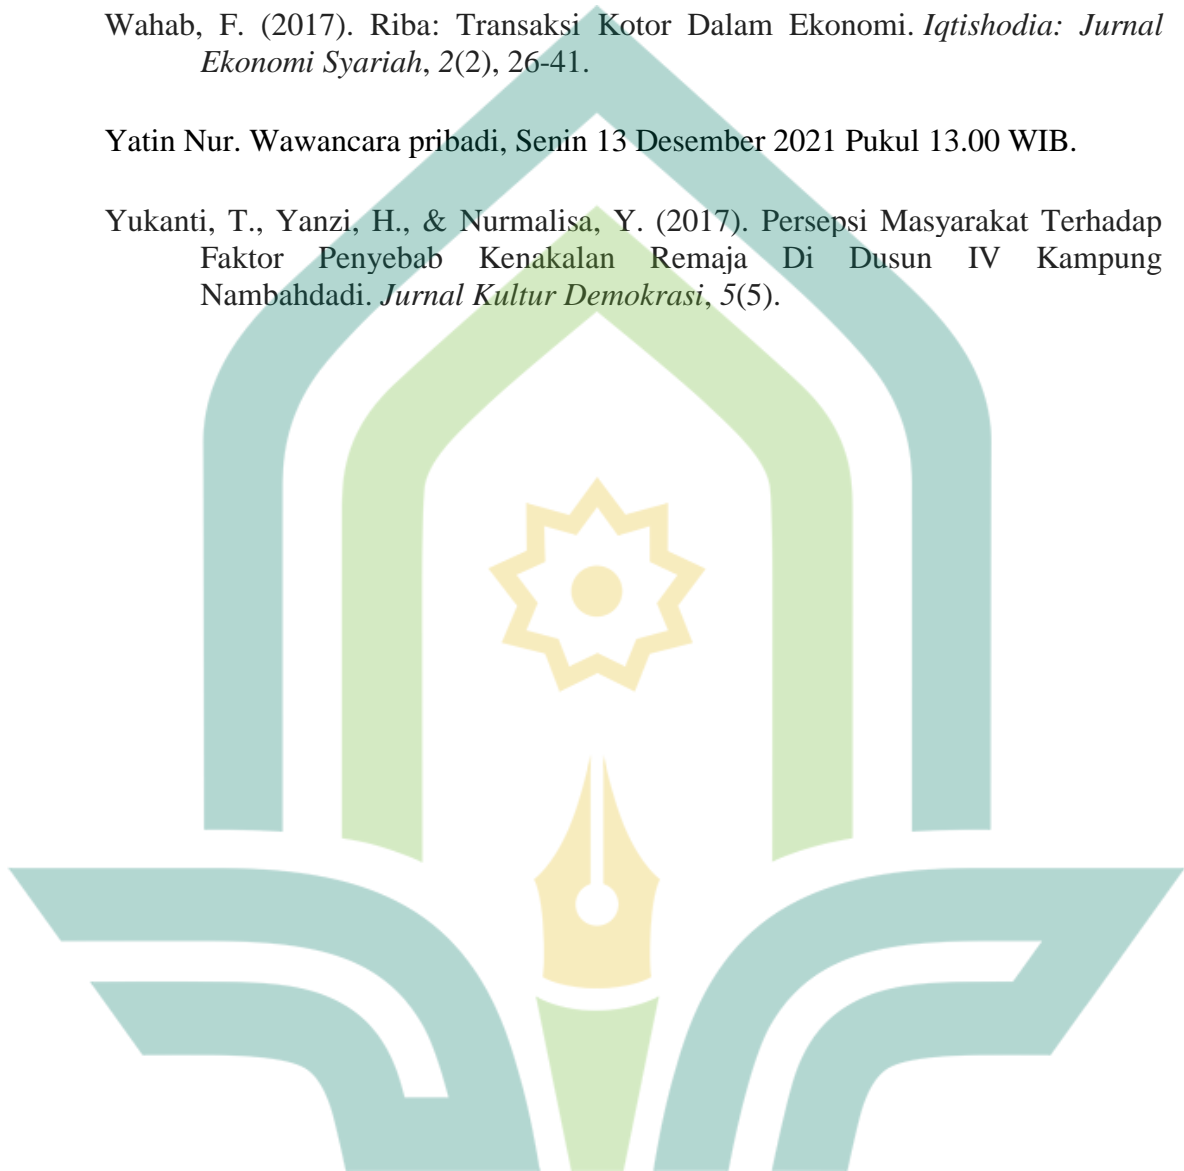 Wahab, F. (2017). Riba: Transaksi Kotor Dalam Ekonomi. Iqtishodia: Jurnal
Ekonomi Syariah, 2(2), 26-41.
Yatin Nur. Wawancara pribadi, Senin 13 Desember 2021 Pukul 13.00 WIB.
Yukanti, T., Yanzi, H., & Nurmalisa, Y. (2017). Persepsi Masyarakat Terhadap
Faktor Penyebab Kenakalan Remaja Di Dusun IV Kampung
Nambahdadi. Jurnal Kultur Demokrasi, 5(5).